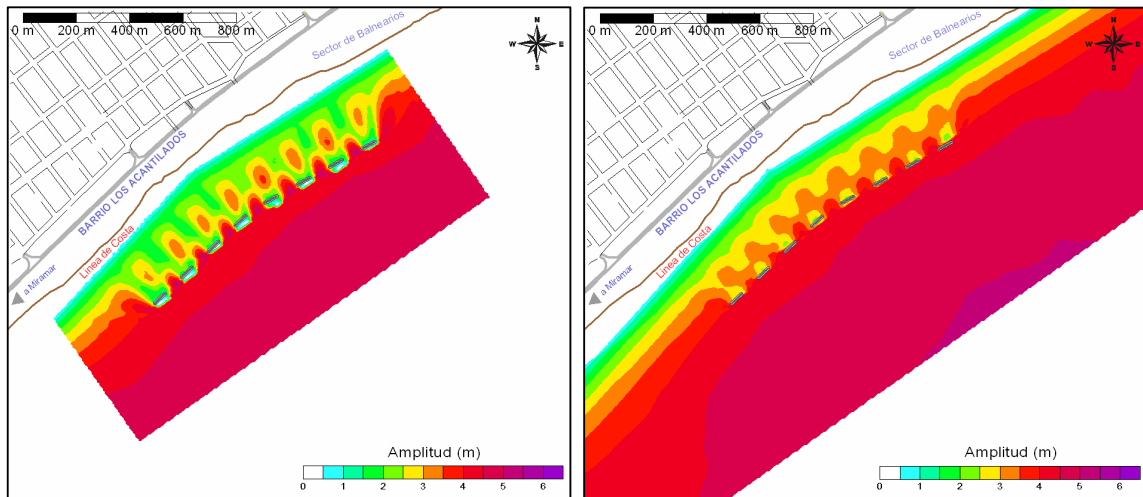 0 m 200 m 400 m 600 m 800 m
N
W E
S
Sector de Balnearios
BARRIO LOS ACANTILADOS
Línea de Costa
a Miramar
Amplitud (m)
0 1 2 3 4 5 6
0 m 200 m 400 m 600 m 800 m
N
W E
S
Sector de Balnearios
BARRIO LOS ACANTILADOS
Línea de Costa
a Miramar
Amplitud (m)
0 1 2 3 4 5 6